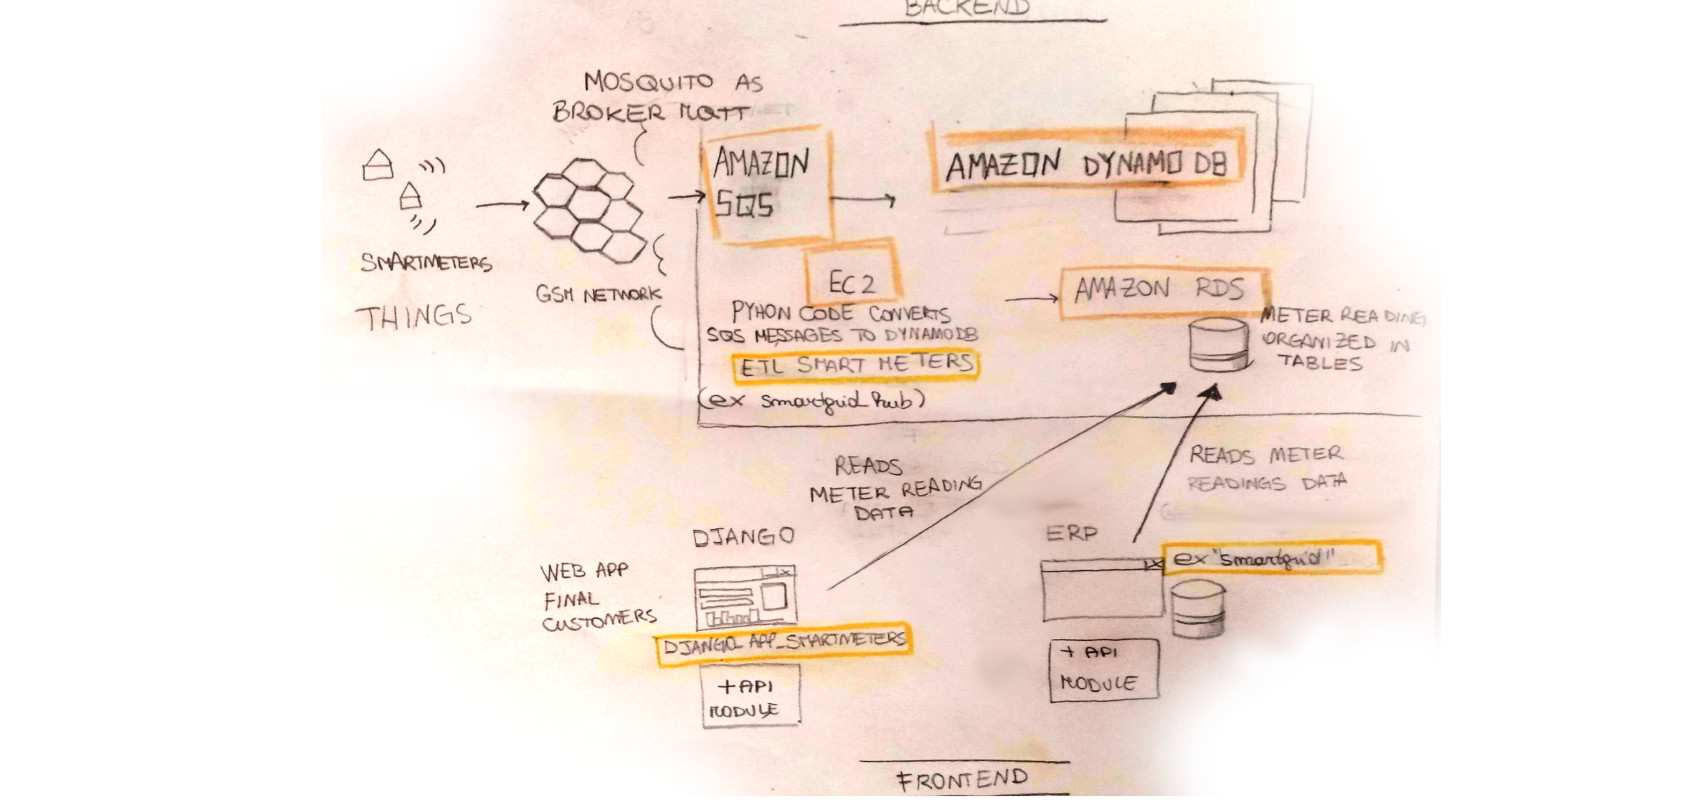 BACKEND
MOSQUITO AS
BROKER MQTT
AMAZON
SQS
AMAZON DYNAMO DB
SMARTMETERS
THINGS
GSM NETWORK
EC2
PYHON CODE CONVERTS
SQS MESSAGES TO DYNAMODB
ETL SMART METERS
(ex smartgrid_hub)
AMAZON RDS
METER READING
ORGANIZED IN
TABLES
READS
METER READING
DATA
READS METER
READINGS DATA
DJANGO
WEB APP
FINAL
CUSTOMERS
DJANGO_APP_SMARTMETERS
+ API
MODULE
ERP
ex "smartgrid"
+ API
MODULE
FRONTEND